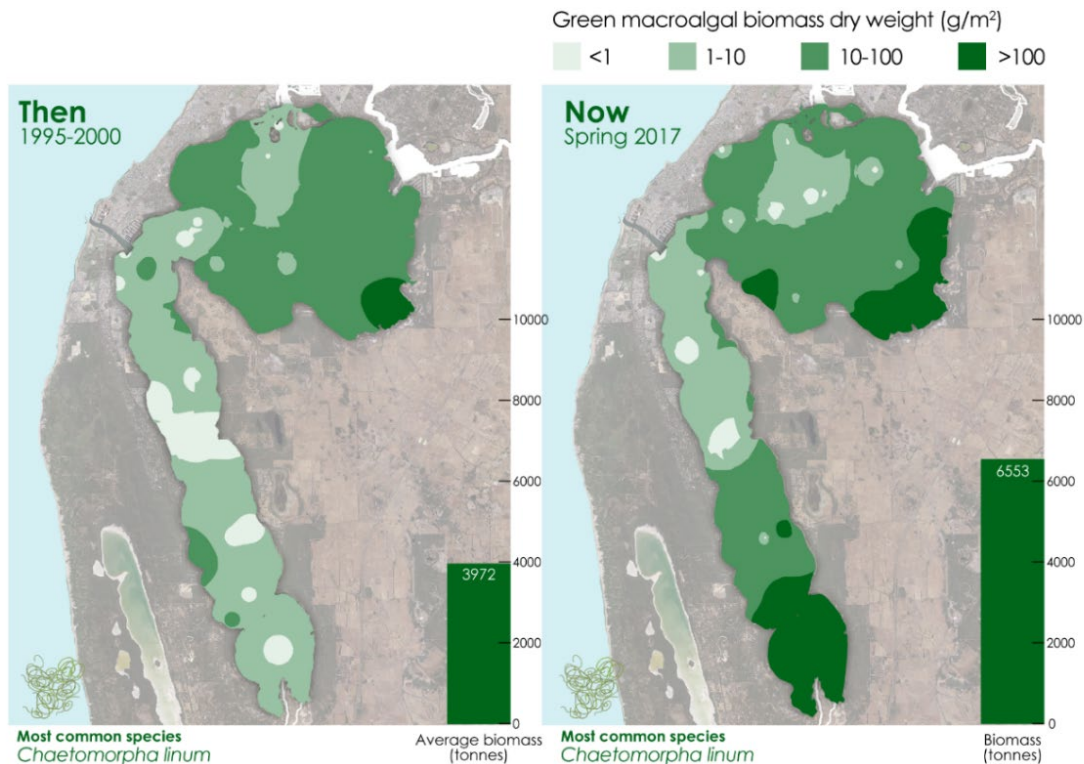 Green macroalgal biomass dry weight (g/m²)
<1
1-10
10-100
>100
Then
1995-2000
10000
8000
6000
4000
3972
2000
0
Most common species
Chaetomorpha linum
Average biomass
(tonnes)
Now
Spring 2017
10000
8000
6553
6000
4000
2000
0
Most common species
Chaetomorpha linum
Biomass
(tonnes)